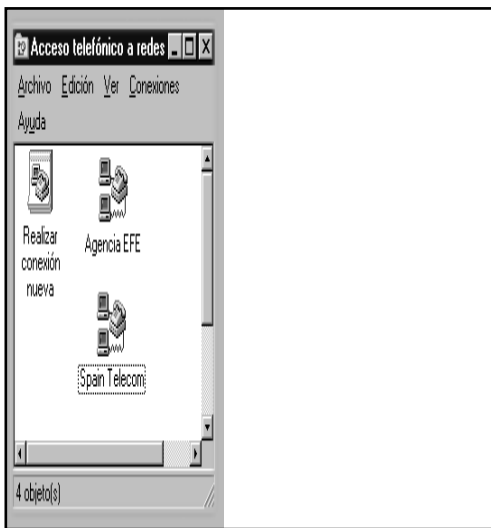 Acceso telefónico a redes
Archivo Edición Ver Conexiones
Ayuda
Realizar
conexión
nueva
Agencia EFE
Spain Telecom
4 objeto(s)